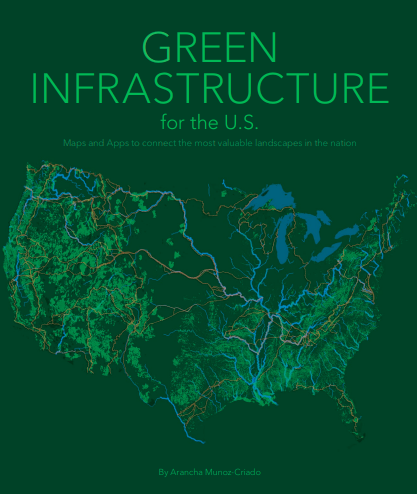 GREEN
INFRASTRUCTURE
for the U.S.
Maps and Apps to connect the most valuable landscapes in the nation
By Arancha Munoz-Criado